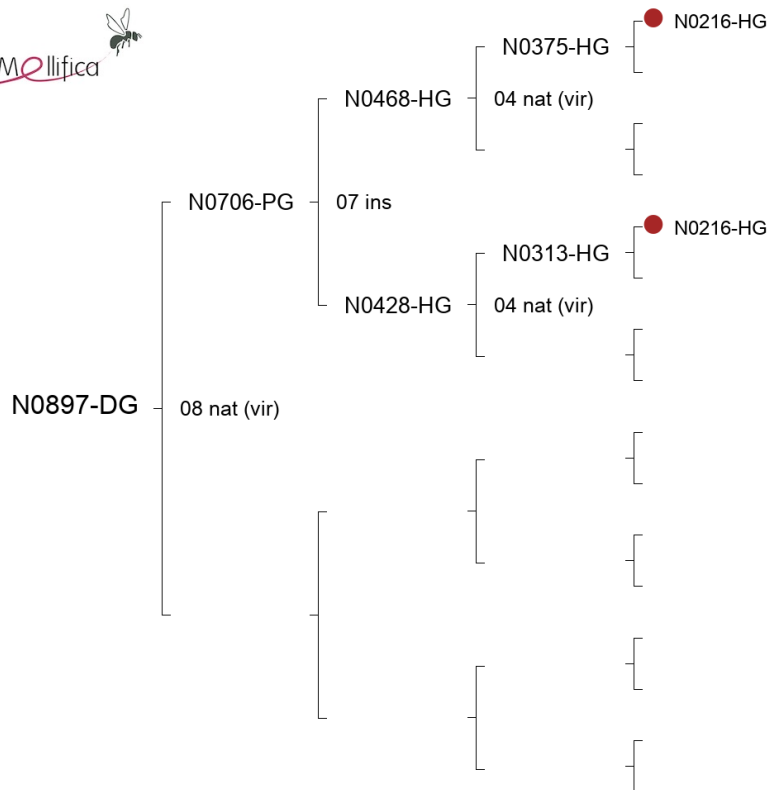 N0216-HG
N0375-HG
Mellifica
N0468-HG
04 nat (vir)
N0706-PG
07 ins
N0216-HG
N0313-HG
N0428-HG
04 nat (vir)
N0897-DG
08 nat (vir)